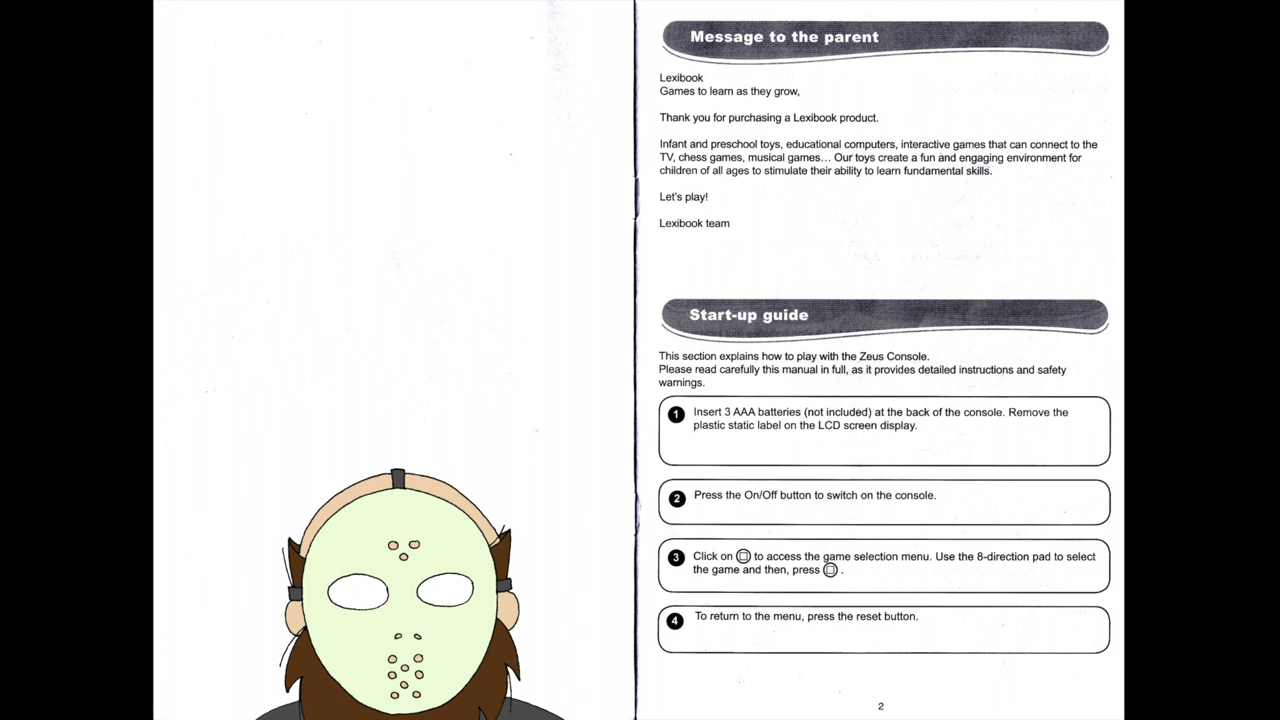 Message to the parent
Lexibook
Games to learn as they grow,
Thank you for purchasing a Lexibook product.
Infant and preschool toys, educational computers, interactive games that can connect to the
TV, chess games, musical games… Our toys create a fun and engaging environment for
children of all ages to stimulate their ability to learn fundamental skills.
Let's play!
Lexibook team
Start-up guide
This section explains how to play with the Zeus Console.
Please read carefully this manual in full, as it provides detailed instructions and safety
warnings.
1 Insert 3 AAA batteries (not included) at the back of the console. Remove the
plastic static label on the LCD screen display.
2 Press the On/Off button to switch on the console.
3 Click on to access the game selection menu. Use the 8-direction pad to select
the game and then, press .
4 To return to the menu, press the reset button.
2